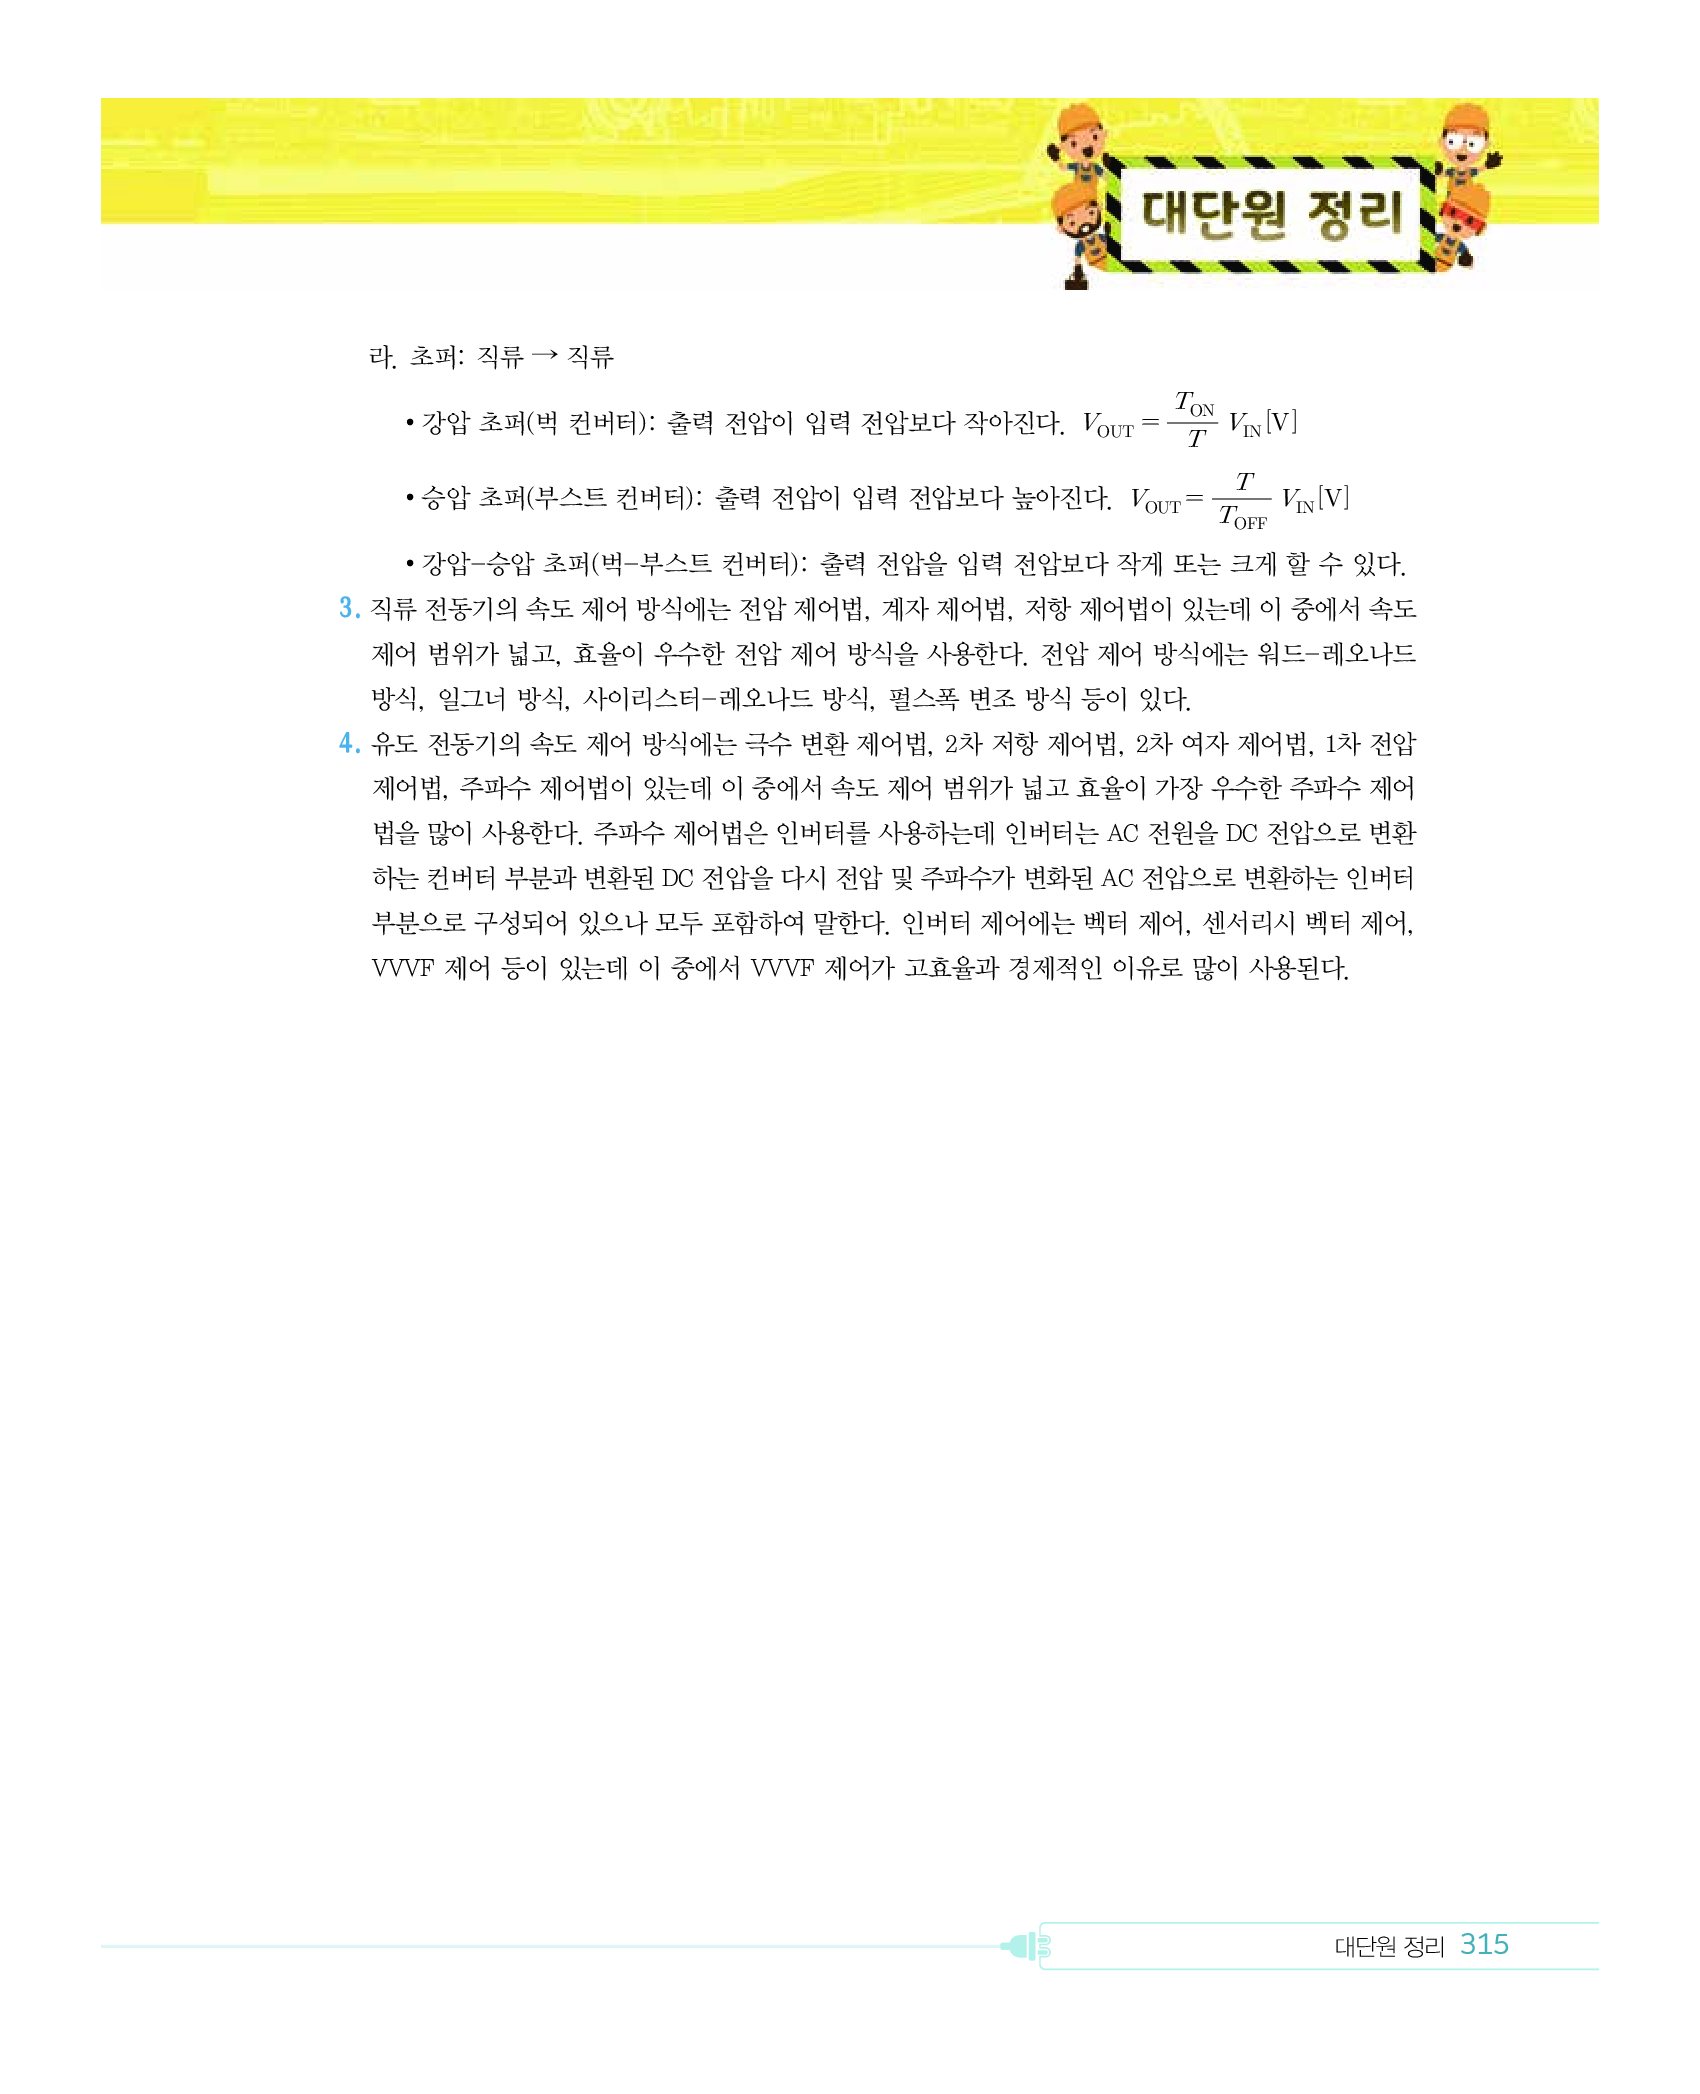 대단원 정리
라. 초퍼: 직류 → 직류
•강압 초퍼(벅 컨버터): 출력 전압이 입력 전압보다 작아진다. V_OUT = T_ON/T V_IN[V]
•승압 초퍼(부스트 컨버터): 출력 전압이 입력 전압보다 높아진다. V_OUT = T/T_OFF V_IN[V]
•강압-승압 초퍼(벅-부스트 컨버터): 출력 전압을 입력 전압보다 작게 또는 크게 할 수 있다.
3. 직류 전동기의 속도 제어 방식에는 전압 제어법, 계자 제어법, 저항 제어법이 있는데 이 중에서 속도
제어 범위가 넓고, 효율이 우수한 전압 제어 방식을 사용한다. 전압 제어 방식에는 워드-레오나드
방식, 일그너 방식, 사이리스터-레오나드 방식, 펄스폭 변조 방식 등이 있다.
4. 유도 전동기의 속도 제어 방식에는 극수 변환 제어법, 2차 저항 제어법, 2차 여자 제어법, 1차 전압
제어법, 주파수 제어법이 있는데 이 중에서 속도 제어 범위가 넓고 효율이 가장 우수한 주파수 제어
법을 많이 사용한다. 주파수 제어법은 인버터를 사용하는데 인버터는 AC 전원을 DC 전압으로 변환
하는 컨버터 부분과 변환된 DC 전압을 다시 전압 및 주파수가 변화된 AC 전압으로 변환하는 인버터
부분으로 구성되어 있으나 모두 포함하여 말한다. 인버터 제어에는 벡터 제어, 센서리시 벡터 제어,
VVVF 제어 등이 있는데 이 중에서 VVVF 제어가 고효율과 경제적인 이유로 많이 사용된다.
대단원 정리 315